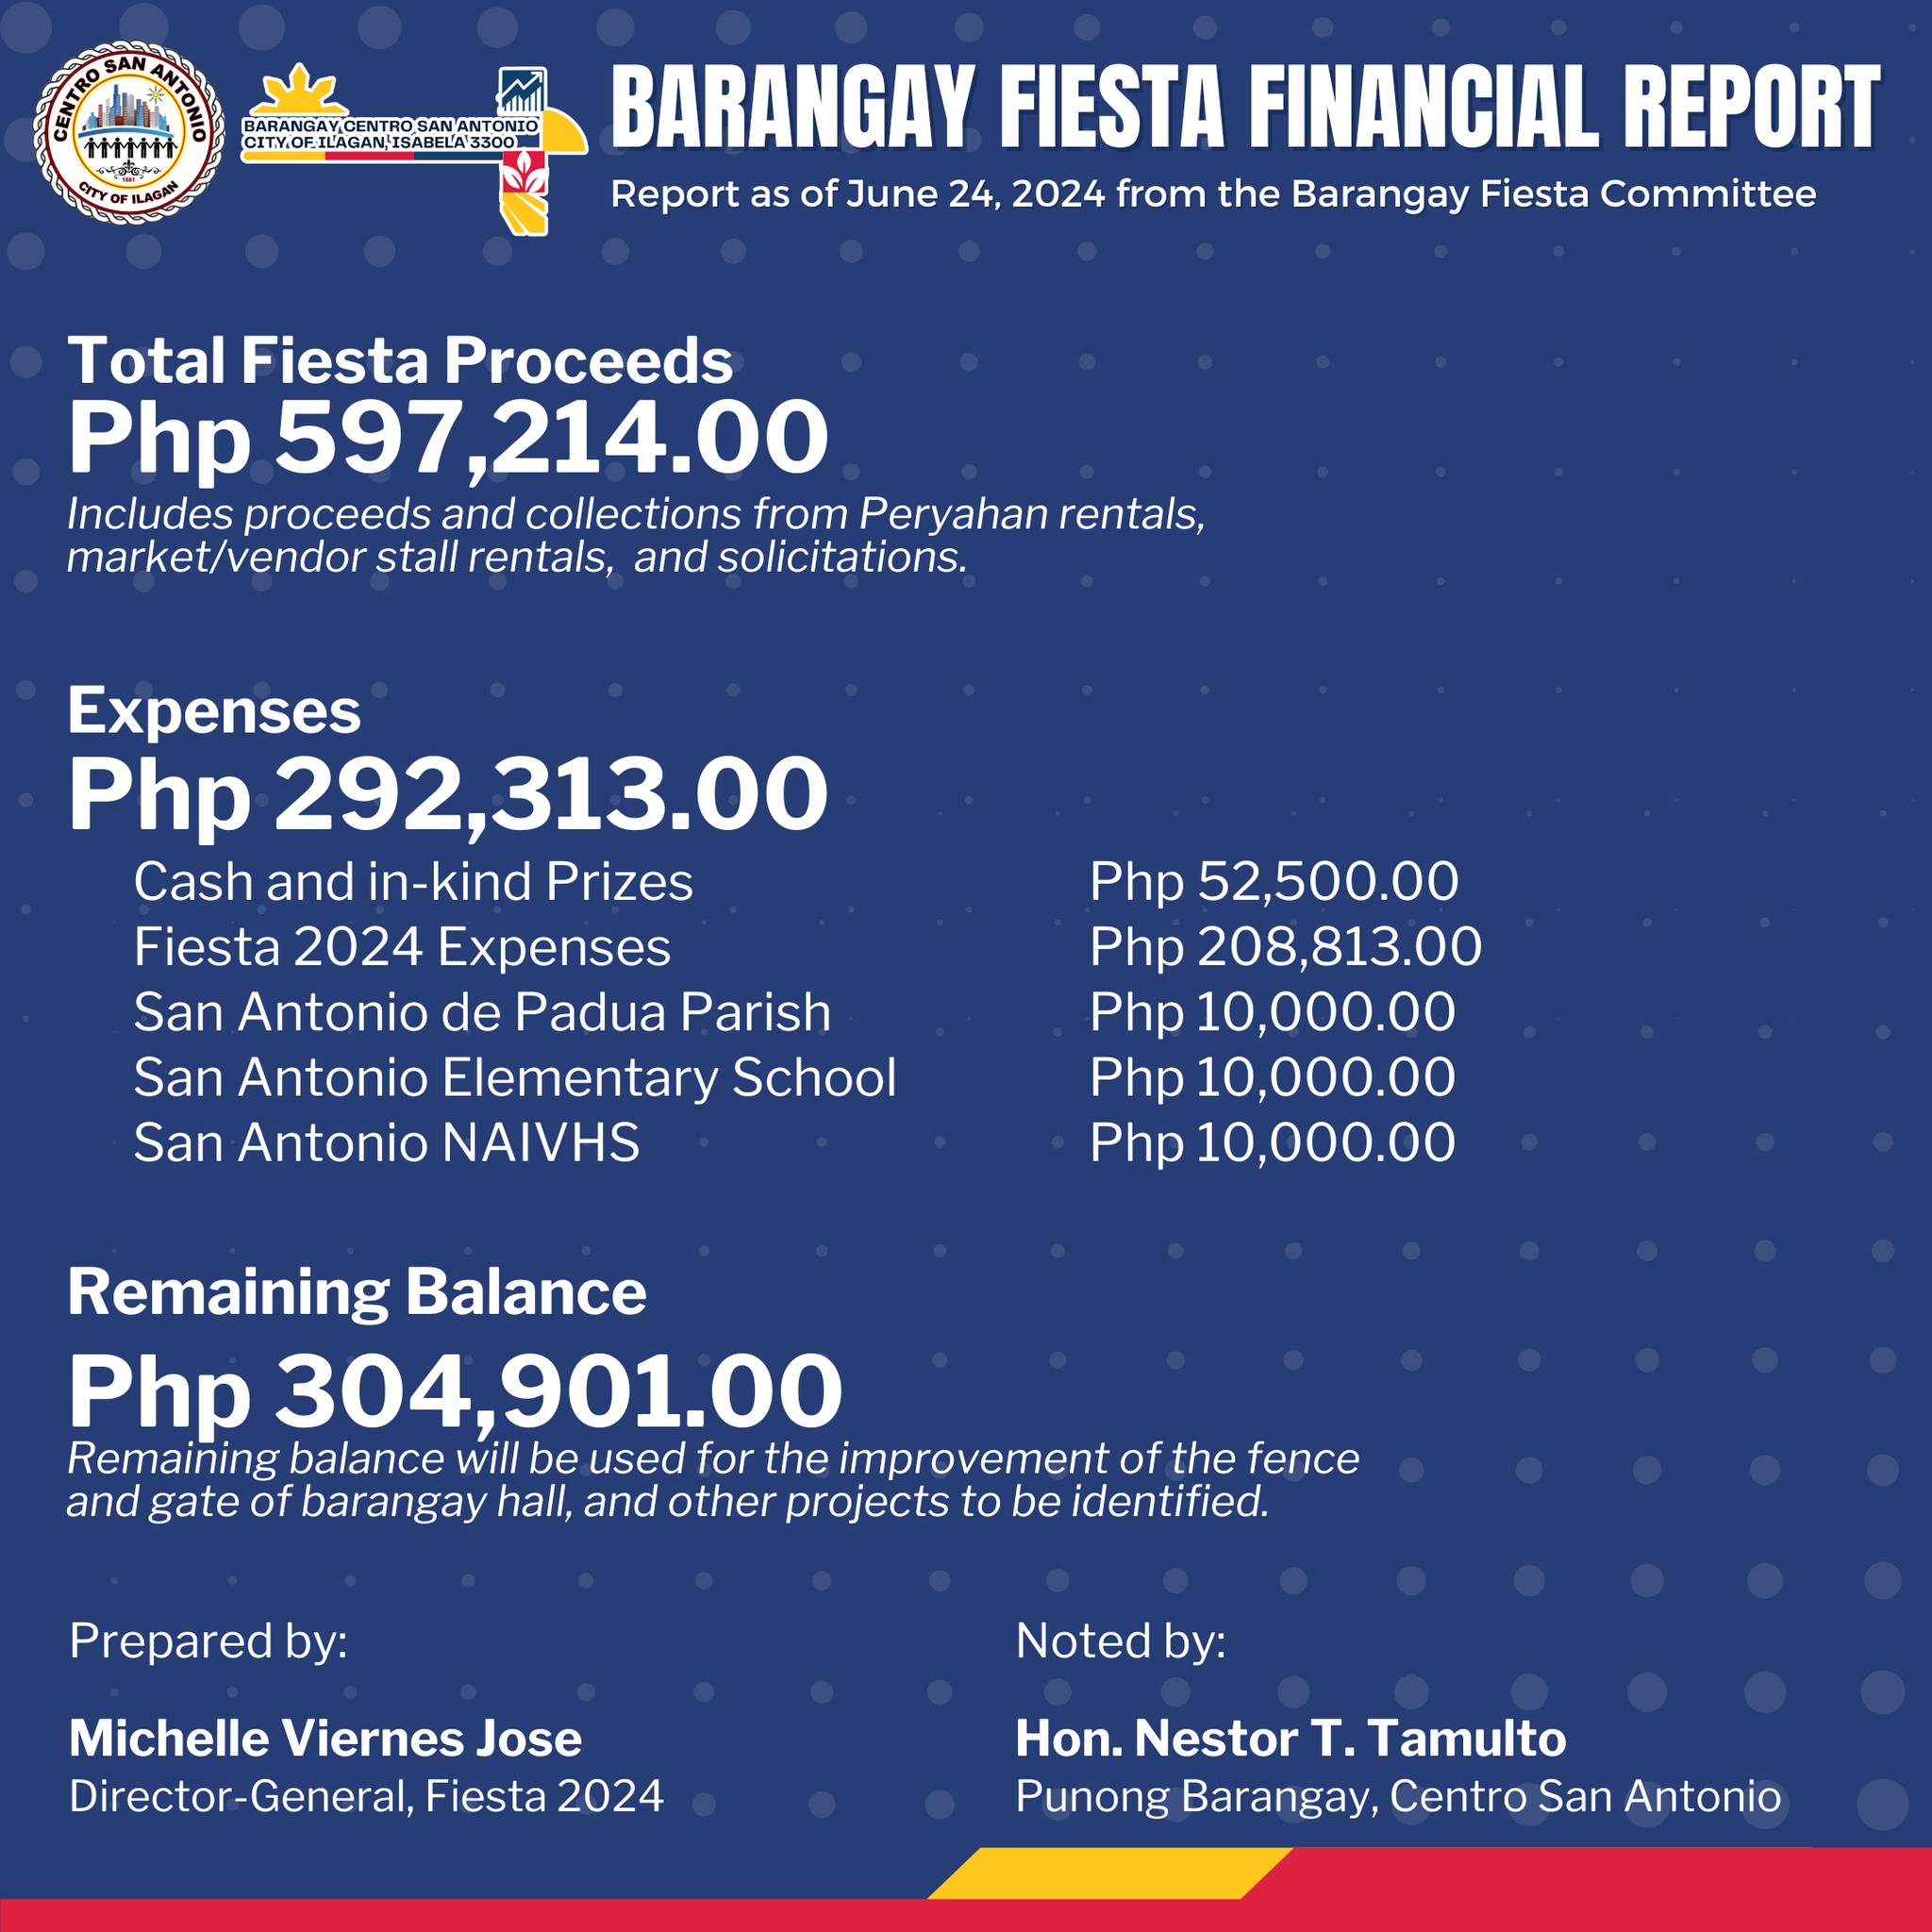 CENTRO SAN ANTONIO
1881
CITY OF ILAGAN
BARANGAY CENTRO SAN ANTONIO
CITY OF ILAGAN, ISABELA 3300
BARANGAY FIESTA FINANCIAL REPORT
Report as of June 24, 2024 from the Barangay Fiesta Committee
Total Fiesta Proceeds
Php 597,214.00
Includes proceeds and collections from Peryahan rentals,
market/vendor stall rentals,  and solicitations.
Expenses
Php 292,313.00
Cash and in-kind Prizes Php 52,500.00
Fiesta 2024 Expenses Php 208,813.00
San Antonio de Padua Parish Php 10,000.00
San Antonio Elementary School Php 10,000.00
San Antonio NAIVHS Php 10,000.00
Remaining Balance
Php 304,901.00
Remaining balance will be used for the improvement of the fence
and gate of barangay hall, and other projects to be identified.
Prepared by: Noted by:
Michelle Viernes Jose Hon. Nestor T. Tamulto
Director-General, Fiesta 2024 Punong Barangay, Centro San Antonio